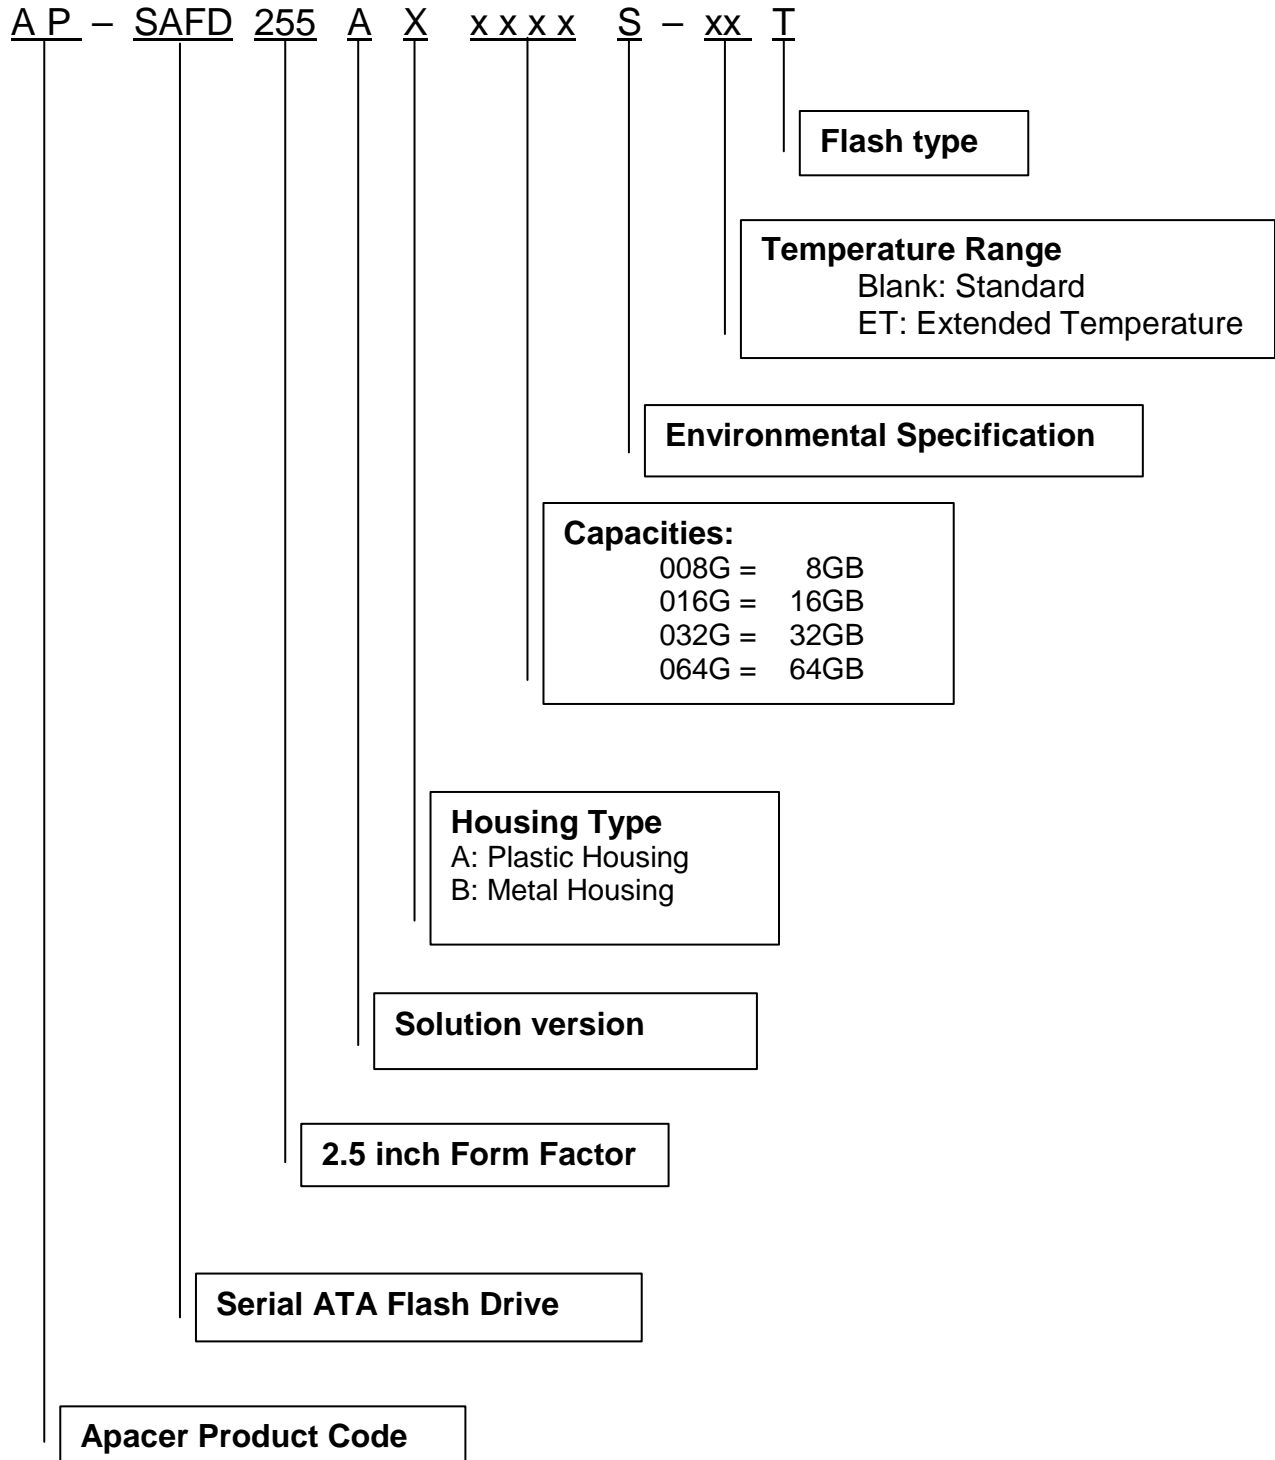 A P – SAFD 255 A X x x x x S – xx T
Flash type
Temperature Range
Blank: Standard
ET: Extended Temperature
Environmental Specification
Capacities:
008G = 8GB
016G = 16GB
032G = 32GB
064G = 64GB
Housing Type
A: Plastic Housing
B: Metal Housing
Solution version
2.5 inch Form Factor
Serial ATA Flash Drive
Apacer Product Code